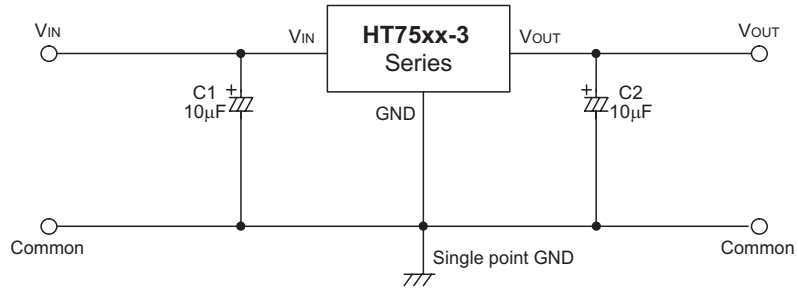 VIN
VIN
HT75xx-3
Series
VOUT
VOUT
+
C1
10μF
GND
+
C2
10μF
Common
Single point GND
Common